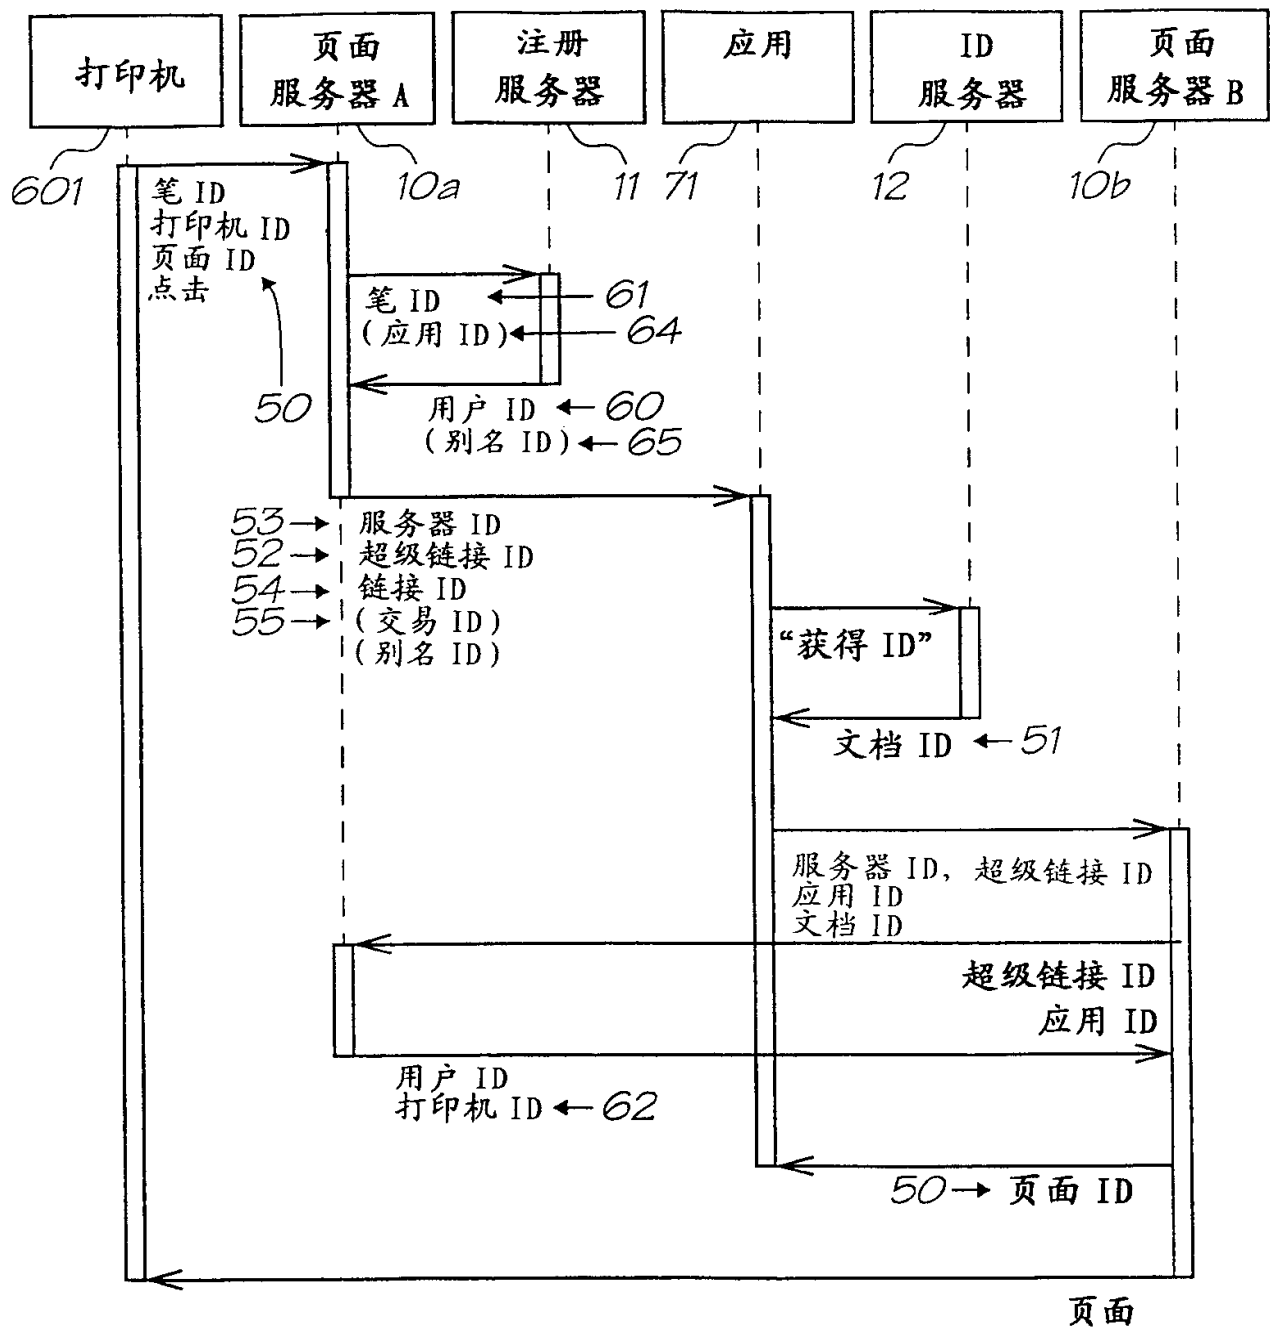 打印机
页面
服务器 A
注册
服务器
应用
ID
服务器
页面
服务器 B
601
10a
11
71
12
10b
笔 ID
打印机 ID
页面 ID
点击
50
笔 ID
61
(应用 ID)
64
用户 ID
60
(别名 ID)
65
53
服务器 ID
52
超级链接 ID
54
链接 ID
55
(交易 ID)
(别名 ID)
“获得 ID”
文档 ID
51
服务器 ID, 超级链接 ID
应用 ID
文档 ID
超级链接 ID
应用 ID
用户 ID
打印机 ID
62
50
页面 ID
页面